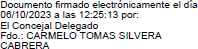 Documento firmado electrónicamente el día
06/10/2023 a las 12:25:13 por:
El Concejal Delegado
Fdo.: CARMELO TOMAS SILVERA
CABRERA